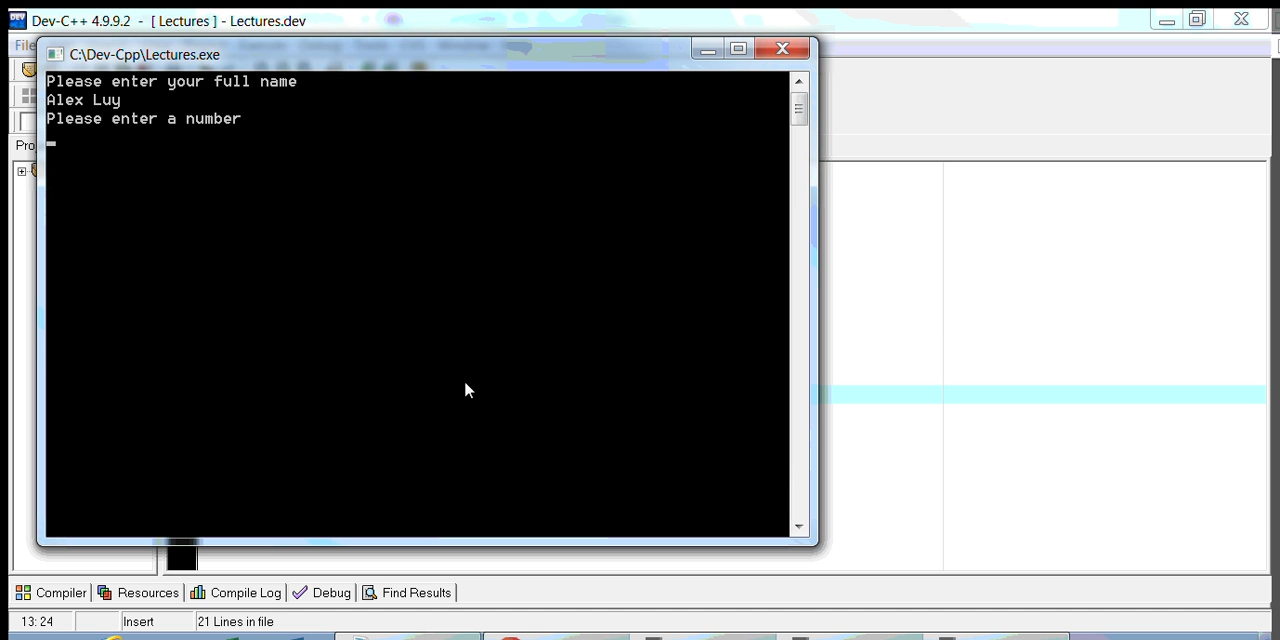 Dev-C++ 4.9.9.2 - [ Lectures ] - Lectures.dev
File
C:\Dev-Cpp\Lectures.exe
Please enter your full name
Alex Luy
Please enter a number
Compiler Resources Compile Log Debug Find Results
13:24 Insert 21 Lines in file